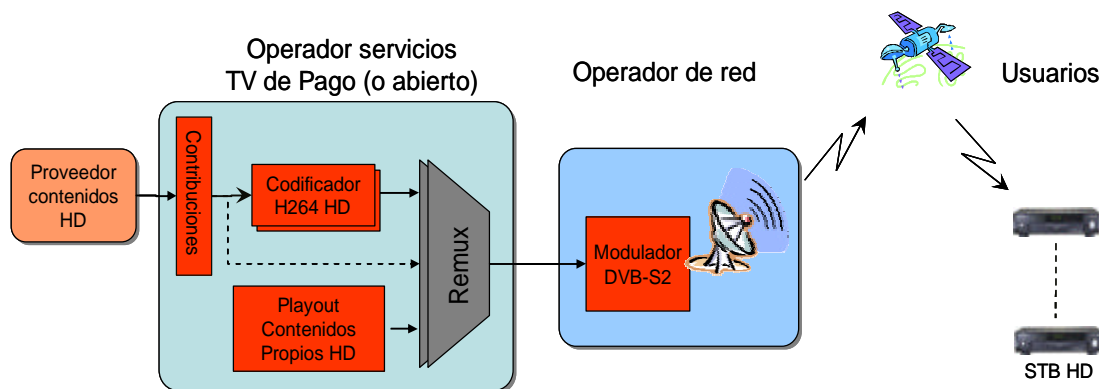 Operador servicios
TV de Pago (o abierto)
Operador de red
Usuarios
Proveedor
contenidos
HD
Contribuciones
Codificador
H264 HD
Playout
Contenidos
Propios HD
Remux
Modulador
DVB-S2
STB HD